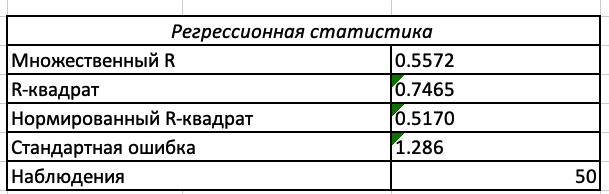 Регрессионная статистика
Множественный R 0.5572
R-квадрат 0.7465
Нормированный R-квадрат 0.5170
Стандартная ошибка 1.286
Наблюдения 50